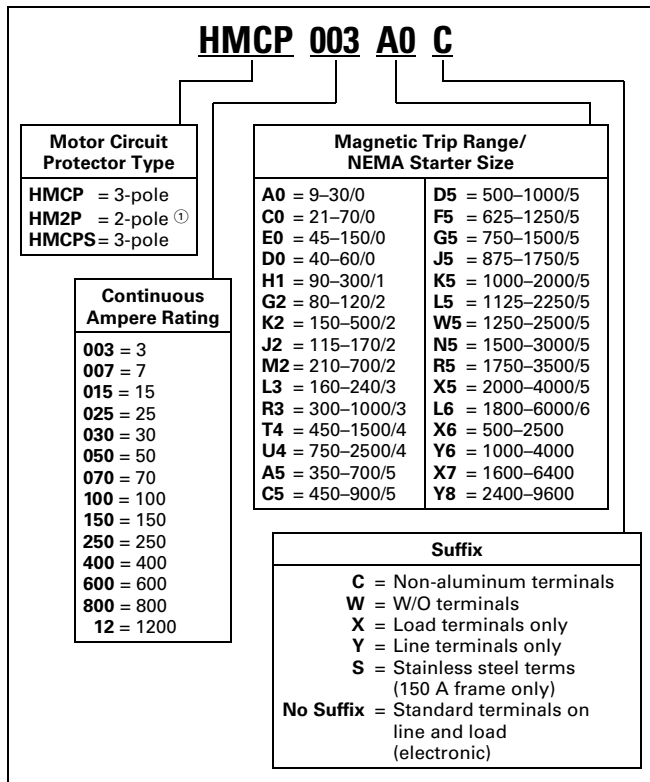 HMCP 003 A0 C
Motor Circuit
Protector Type
HMCP = 3-pole
HM2P = 2-pole ①
HMCPS = 3-pole
Continuous
Ampere Rating
003 = 3
007 = 7
015 = 15
025 = 25
030 = 30
050 = 50
070 = 70
100 = 100
150 = 150
250 = 250
400 = 400
600 = 600
800 = 800
12 = 1200
Magnetic Trip Range/
NEMA Starter Size
A0 = 9–30/0
C0 = 21–70/0
E0 = 45–150/0
D0 = 40–60/0
H1 = 90–300/1
G2 = 80–120/2
K2 = 150–500/2
J2 = 115–170/2
M2 = 210–700/2
L3 = 160–240/3
R3 = 300–1000/3
T4 = 450–1500/4
U4 = 750–2500/4
A5 = 350–700/5
C5 = 450–900/5
D5 = 500–1000/5
F5 = 625–1250/5
G5 = 750–1500/5
J5 = 875–1750/5
K5 = 1000–2000/5
L5 = 1125–2250/5
W5 = 1250–2500/5
N5 = 1500–3000/5
R5 = 1750–3500/5
X5 = 2000–4000/5
L6 = 1800–6000/6
X6 = 500–2500
Y6 = 1000–4000
X7 = 1600–6400
Y8 = 2400–9600
Suffix
C = Non-aluminum terminals
W = W/O terminals
X = Load terminals only
Y = Line terminals only
S = Stainless steel terms
(150 A frame only)
No Suffix = Standard terminals on
line and load
(electronic)